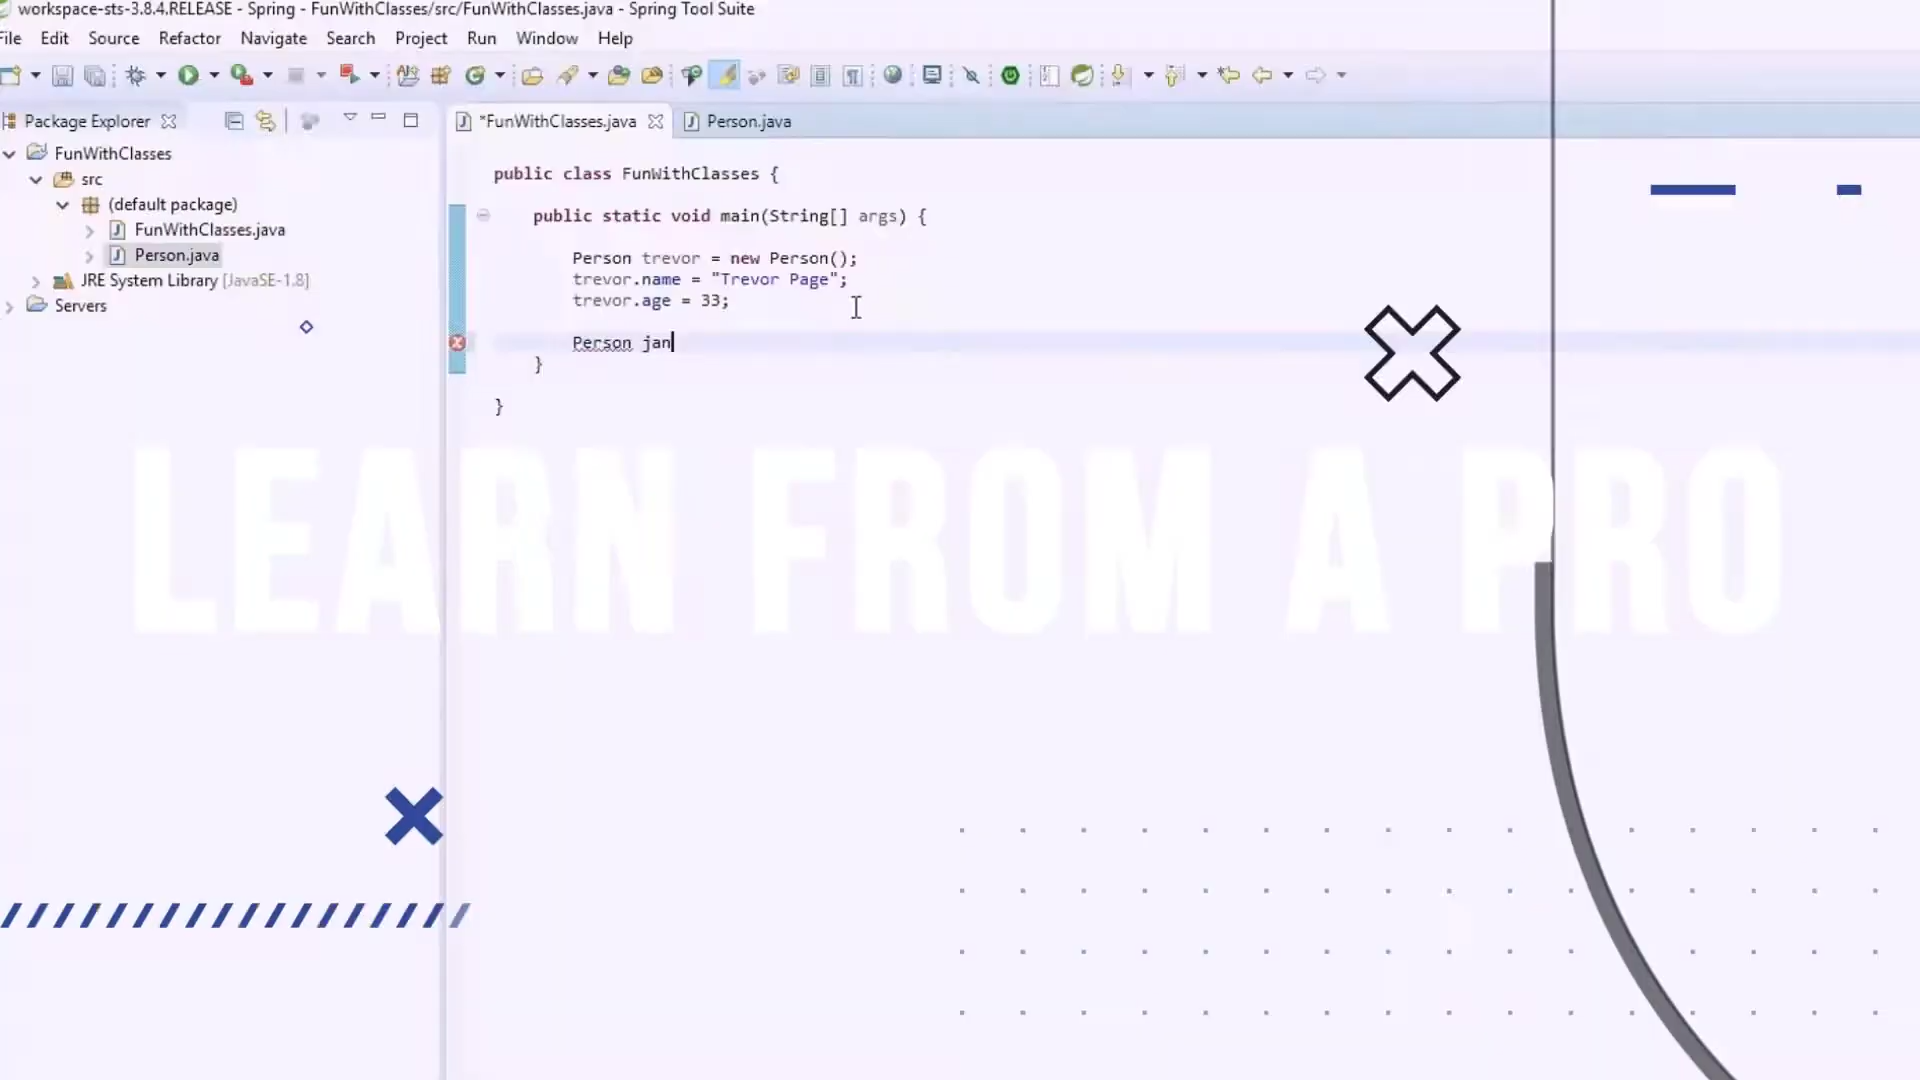 workspace-sts-3.8.4.RELEASE - Spring - FunWithClasses/src/FunWithClasses.java - Spring Tool Suite
File Edit Source Refactor Navigate Search Project Run Window Help
Package Explorer
*FunWithClasses.java
Person.java
FunWithClasses
src
(default package)
FunWithClasses.java
Person.java
JRE System Library [JavaSE-1.8]
Servers
public class FunWithClasses {
public static void main(String[] args) {
Person trevor = new Person();
trevor.name = "Trevor Page";
trevor.age = 33;
Person jan
}
}
LEARN FROM A PRO